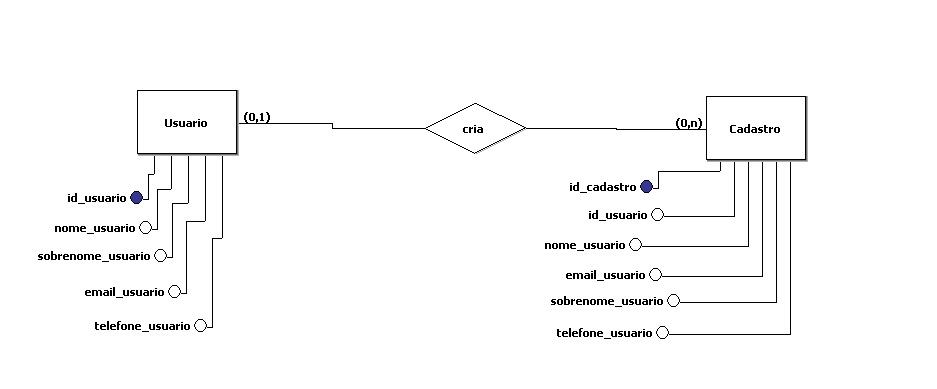 Usuario
(0,1)
cria
(0,n)
Cadastro
id_usuario
nome_usuario
sobrenome_usuario
email_usuario
telefone_usuario
id_cadastro
id_usuario
nome_usuario
email_usuario
sobrenome_usuario
telefone_usuario